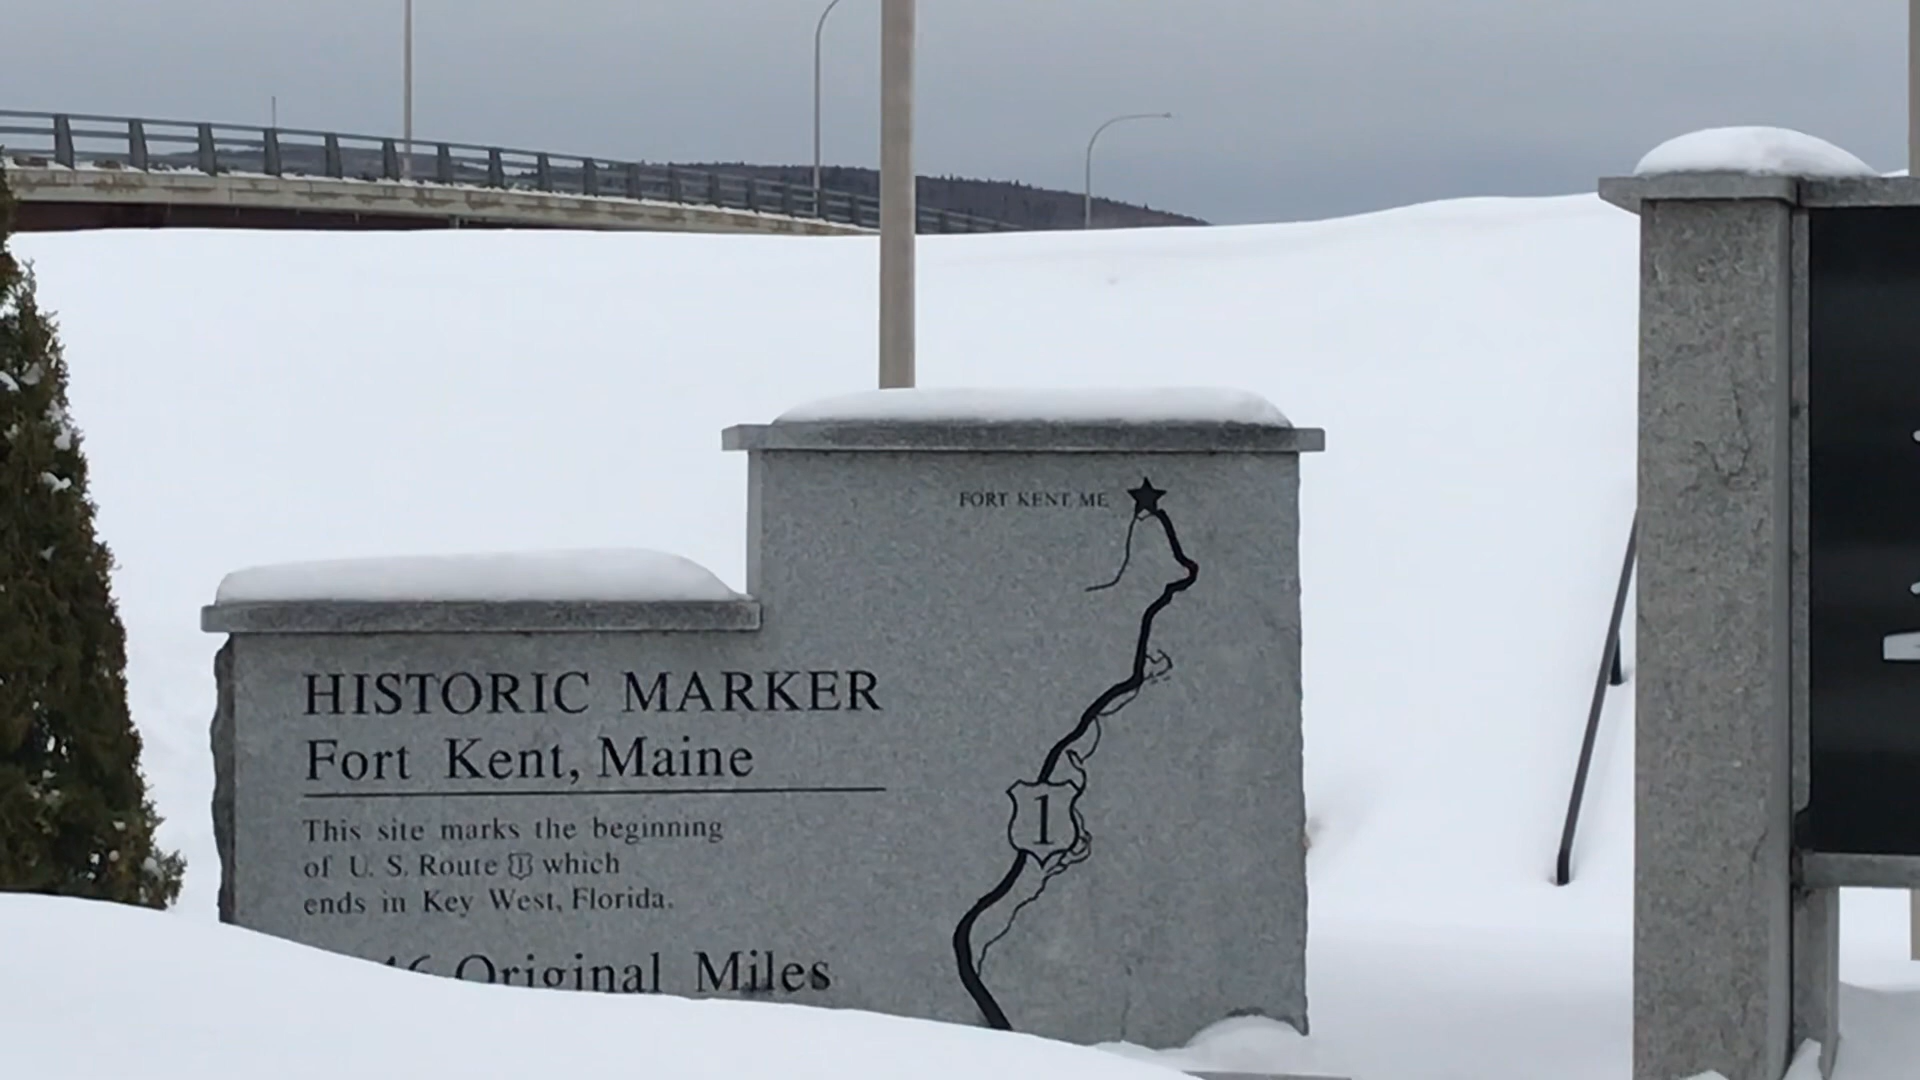 FORT KENT, ME
1
HISTORIC MARKER
Fort Kent, Maine
This site marks the beginning
of U. S. Route 1 which
ends in Key West, Florida.
Original Miles